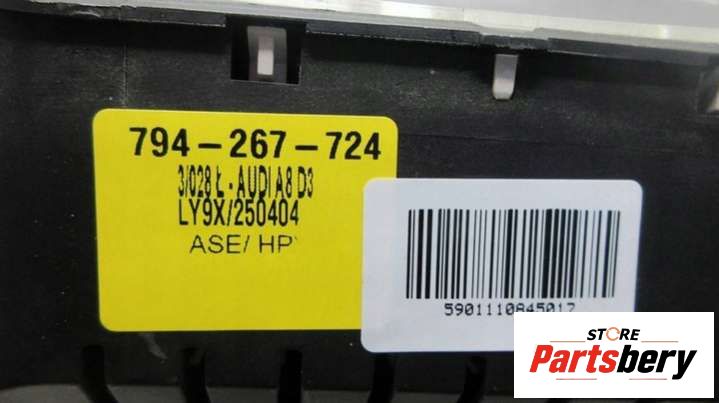 794-267-724
3/028 Ł - AUDI A8 D3
LY9X/250404
ASE/ HP
5901110845017
STORE
Partsbery